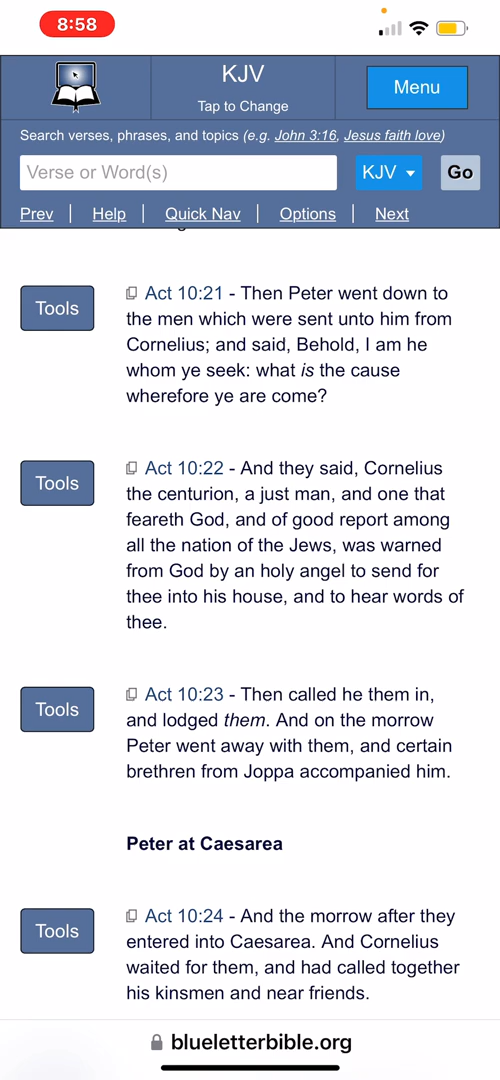 8:58
KJV
Tap to Change
Menu
Search verses, phrases, and topics (e.g. John 3:16, Jesus faith love)
Verse or Word(s)
KJV
Go
Prev | Help | Quick Nav | Options | Next
Tools
Act 10:21 - Then Peter went down to
the men which were sent unto him from
Cornelius; and said, Behold, I am he
whom ye seek: what is the cause
wherefore ye are come?
Tools
Act 10:22 - And they said, Cornelius
the centurion, a just man, and one that
feareth God, and of good report among
all the nation of the Jews, was warned
from God by an holy angel to send for
thee into his house, and to hear words of
thee.
Tools
Act 10:23 - Then called he them in,
and lodged them. And on the morrow
Peter went away with them, and certain
brethren from Joppa accompanied him.
Peter at Caesarea
Tools
Act 10:24 - And the morrow after they
entered into Caesarea. And Cornelius
waited for them, and had called together
his kinsmen and near friends.
blueletterbible.org